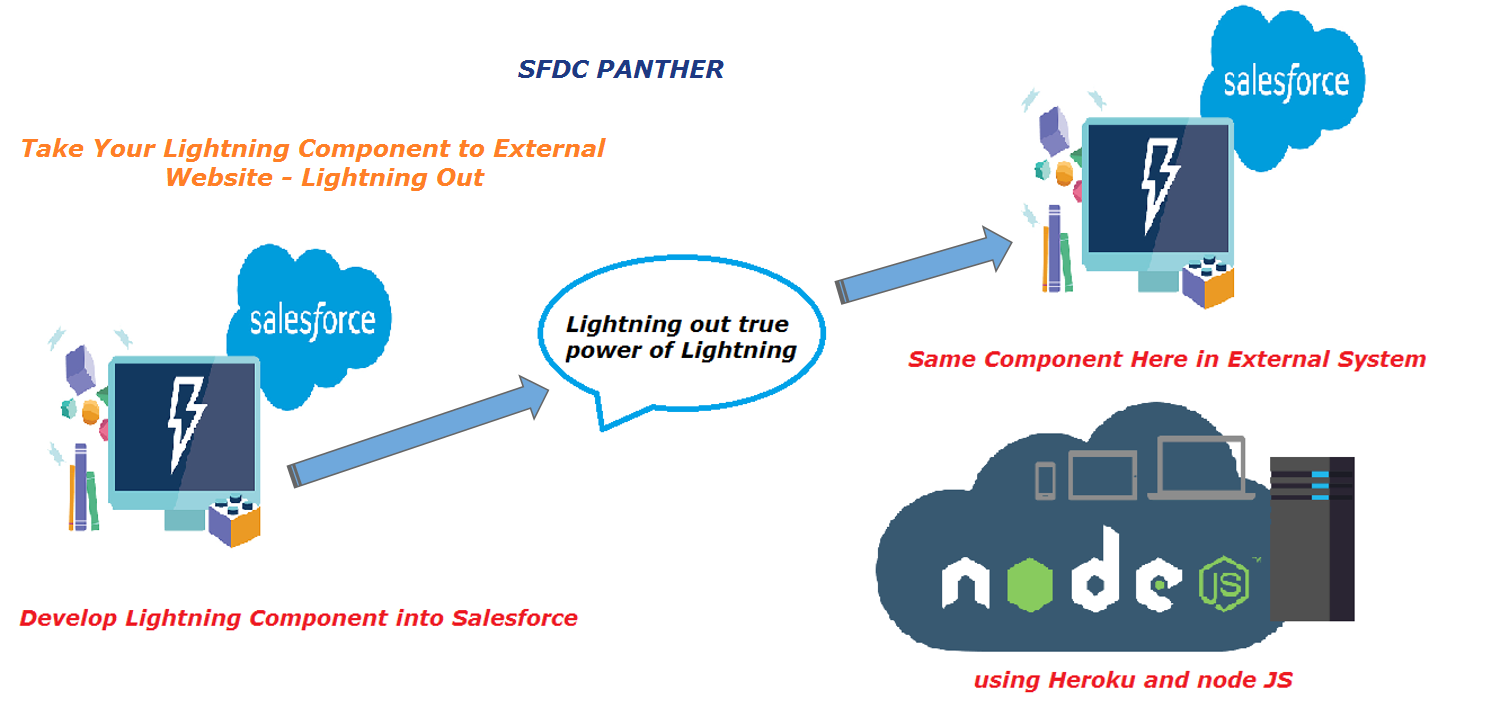 SFDC PANTHER
Take Your Lightning Component to External
Website - Lightning Out
salesforce
salesforce
Lightning out true
power of Lightning
Same Component Here in External System
Develop Lightning Component into Salesforce
node JS
using Heroku and node JS